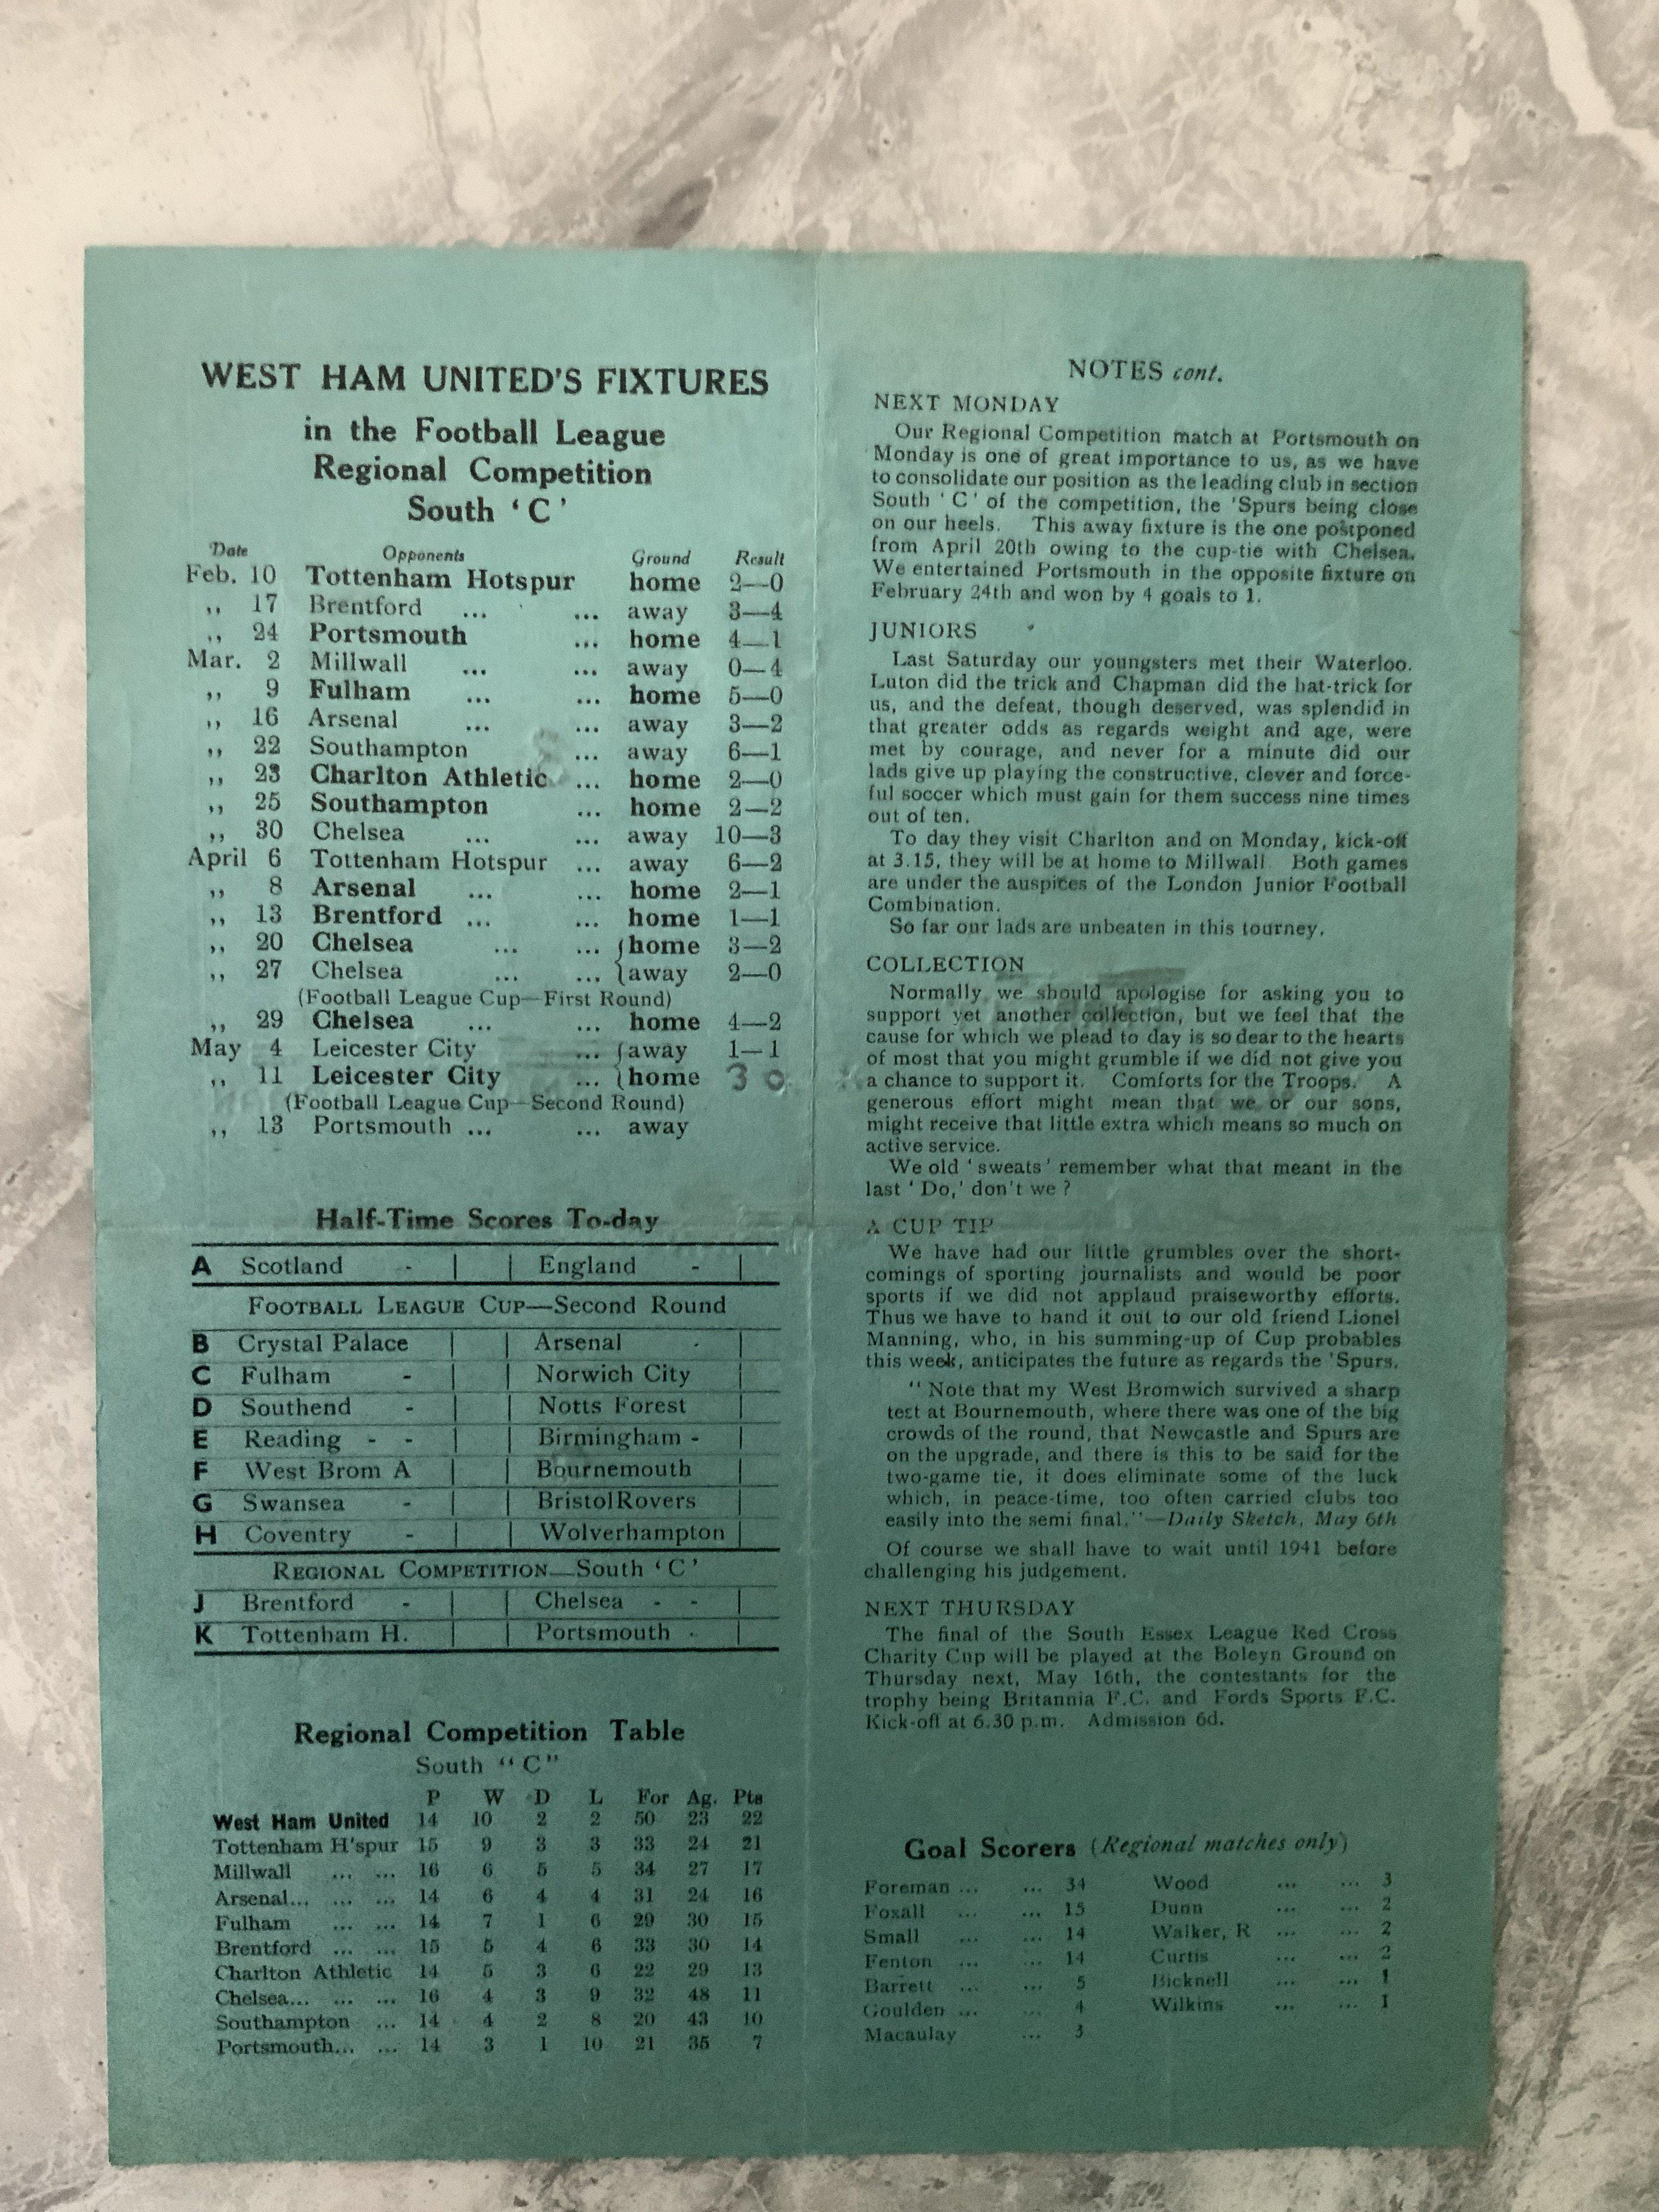 WEST HAM UNITED'S FIXTURES
in the Football League
Regional Competition
South 'C'
Date Opponents Ground Result
Feb. 10 Tottenham Hotspur home 2—0
,, 17 Brentford ... ... away 3—4
,, 24 Portsmouth ... home 4—1
Mar. 2 Millwall ... ... away 0—4
,, 9 Fulham ... ... home 5—0
,, 16 Arsenal ... ... away 3—2
,, 22 Southampton ... away 6—1
,, 23 Charlton Athletic ... home 2—0
,, 25 Southampton ... home 2—2
,, 30 Chelsea ... ... away 10—3
April 6 Tottenham Hotspur ... away 6—2
,, 8 Arsenal ... ... home 2—1
,, 13 Brentford ... ... home 1—1
,, 20 Chelsea ... ... {home 3—2
,, 27 Chelsea ... ... {away 2—0
(Football League Cup—First Round)
,, 29 Chelsea ... ... home 4—2
May 4 Leicester City ... {away 1—1
,, 11 Leicester City ... {home 3 0
(Football League Cup—Second Round)
,, 13 Portsmouth ... ... away
Half-Time Scores To-day
A Scotland - England -
FOOTBALL LEAGUE CUP—Second Round
B Crystal Palace Arsenal -
C Fulham - Norwich City
D Southend - Notts Forest
E Reading - - Birmingham -
F West Brom A Bournemouth
G Swansea - Bristol Rovers
H Coventry - Wolverhampton
REGIONAL COMPETITION—South 'C'
J Brentford - Chelsea - -
K Tottenham H. Portsmouth -
Regional Competition Table
South "C"
P W D L For Ag. Pts
West Ham United 14 10 2 2 50 23 22
Tottenham H'spur 15 9 3 3 33 24 21
Millwall ... ... 16 6 5 5 34 27 17
Arsenal... ... ... 14 6 4 4 31 24 16
Fulham ... ... 14 7 1 6 29 30 15
Brentford ... ... 15 5 4 6 33 30 14
Charlton Athletic 14 5 3 6 22 29 13
Chelsea... ... ... 16 4 3 9 32 48 11
Southampton ... 14 4 2 8 20 43 10
Portsmouth... ... 14 3 1 10 21 35 7
NOTES cont.
NEXT MONDAY
Our Regional Competition match at Portsmouth on
Monday is one of great importance to us, as we have
to consolidate our position as the leading club in section
South 'C' of the competition, the 'Spurs being close
on our heels. This away fixture is the one postponed
from April 20th owing to the cup-tie with Chelsea.
We entertained Portsmouth in the opposite fixture on
February 24th and won by 4 goals to 1.
JUNIORS
Last Saturday our youngsters met their Waterloo.
Luton did the trick and Chapman did the hat-trick for
us, and the defeat, though deserved, was splendid in
that greater odds as regards weight and age, were
met by courage, and never for a minute did our
lads give up playing the constructive, clever and force-
ful soccer which must gain for them success nine times
out of ten.
To day they visit Charlton and on Monday, kick-off
at 3.15, they will be at home to Millwall. Both games
are under the auspices of the London Junior Football
Combination.
So far our lads are unbeaten in this tourney.
COLLECTION
Normally we should apologise for asking you to
support yet another collection, but we feel that the
cause for which we plead to day is so dear to the hearts
of most that you might grumble if we did not give you
a chance to support it. Comforts for the Troops. A
generous effort might mean that we or our sons,
might receive that little extra which means so much on
active service.
We old 'sweats' remember what that meant in the
last 'Do,' don't we ?
A CUP TIP
We have had our little grumbles over the short-
comings of sporting journalists and would be poor
sports if we did not applaud praiseworthy efforts.
Thus we have to hand it out to our old friend Lionel
Manning, who, in his summing-up of Cup probables
this week, anticipates the future as regards the 'Spurs.
"Note that my West Bromwich survived a sharp
test at Bournemouth, where there was one of the big
crowds of the round, that Newcastle and Spurs are
on the upgrade, and there is this to be said for the
two-game tie, it does eliminate some of the luck
which, in peace-time, too often carried clubs too
easily into the semi final."—Daily Sketch, May 6th
Of course we shall have to wait until 1941 before
challenging his judgement.
NEXT THURSDAY
The final of the South Essex League Red Cross
Charity Cup will be played at the Boleyn Ground on
Thursday next, May 16th, the contestants for the
trophy being Britannia F.C. and Fords Sports F.C.
Kick-off at 6.30 p.m. Admission 6d.
Goal Scorers (Regional matches only)
Foreman ... ... 34 Wood ... ... 3
Foxall ... ... 15 Dunn ... ... 2
Small ... ... 14 Walker, R ... ... 2
Fenton ... ... 14 Curtis ... ... 2
Barrett ... ... 5 Bicknell ... ... 1
Goulden ... ... 4 Wilkins ... ... 1
Macaulay ... 3